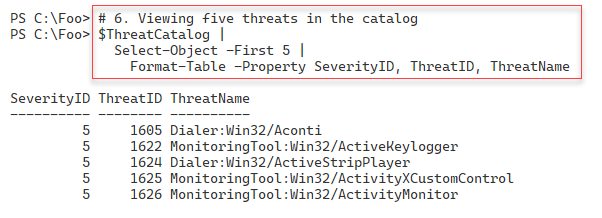 PS C:\Foo> # 6. Viewing five threats in the catalog
PS C:\Foo> $ThreatCatalog |
Select-Object -First 5 |
Format-Table -Property SeverityID, ThreatID, ThreatName
SeverityID ThreatID ThreatName
---------- -------- ----------
5 1605 Dialer:Win32/Aconti
5 1622 MonitoringTool:Win32/ActiveKeylogger
5 1624 Dialer:Win32/ActiveStripPlayer
5 1625 MonitoringTool:Win32/ActivityXCustomControl
5 1626 MonitoringTool:Win32/ActivityMonitor